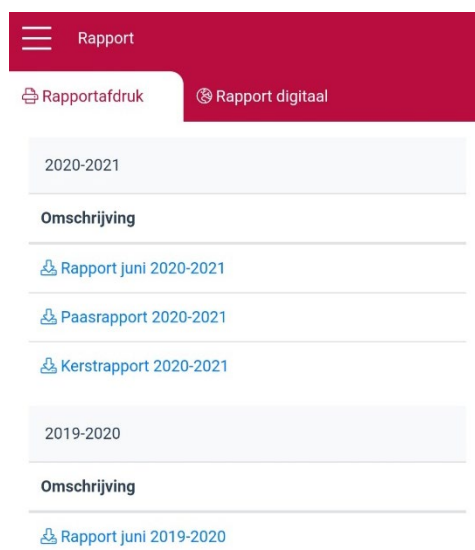 Rapport
Rapportafdruk
Rapport digitaal
2020-2021
Omschrijving
Rapport juni 2020-2021
Paasrapport 2020-2021
Kerstrapport 2020-2021
2019-2020
Omschrijving
Rapport juni 2019-2020